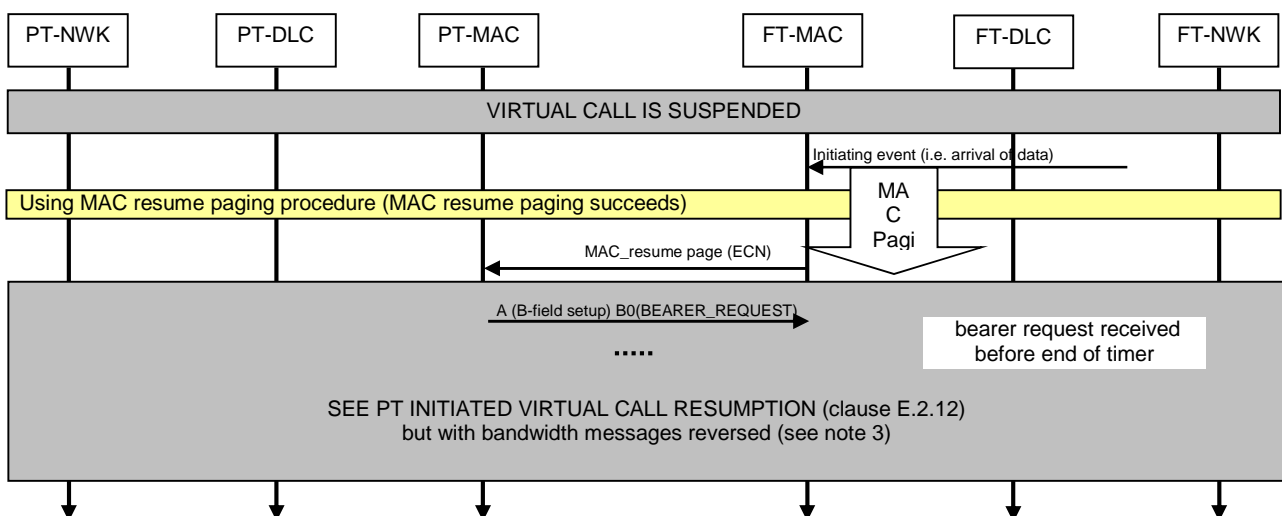 PT-NWK PT-DLC PT-MAC FT-MAC FT-DLC FT-NWK
VIRTUAL CALL IS SUSPENDED
Initiating event (i.e. arrival of data)
Using MAC resume paging procedure (MAC resume paging succeeds)
MA
C
Pagi
MAC_resume page (ECN)
A (B-field setup) B0(BEARER_REQUEST)
bearer request received
before end of timer
.....
SEE PT INITIATED VIRTUAL CALL RESUMPTION (clause E.2.12)
but with bandwidth messages reversed (see note 3)